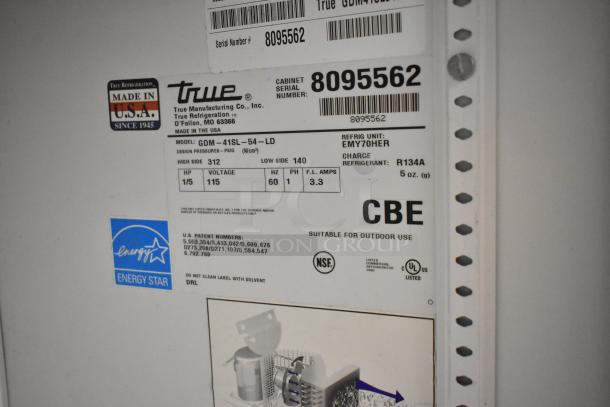 Serial Number# 8095562
TRUE REFRIGERATION
MADE IN
U.S.A.
SINCE 1945
true
True Manufacturing Co., Inc.
True Refrigeration
O'Fallon, MO 63366
MADE IN THE USA
CABINET
SERIAL
NUMBER:
8095562
8095562
MODEL: GDM-41SL-54-LD
REFRIG UNIT:
EMY70HER
DESIGN PRESSURES-PSIG
HIGH SIDE 312
LOW SIDE 140
CHARGE
REFRIGERANT: R134A
5 oz. (g)
HP VOLTAGE HZ PH F.L. AMPS
1/5 115 60 1 3.3
CBE
SUITABLE FOR OUTDOOR USE
U.S. PATENT NUMBERS:
PCI
AUCTION GROUP
energy
ENERGY STAR
NSF
UL
C US
LISTED
DO NOT CLEAN LABEL WITH SOLVENT
DRL